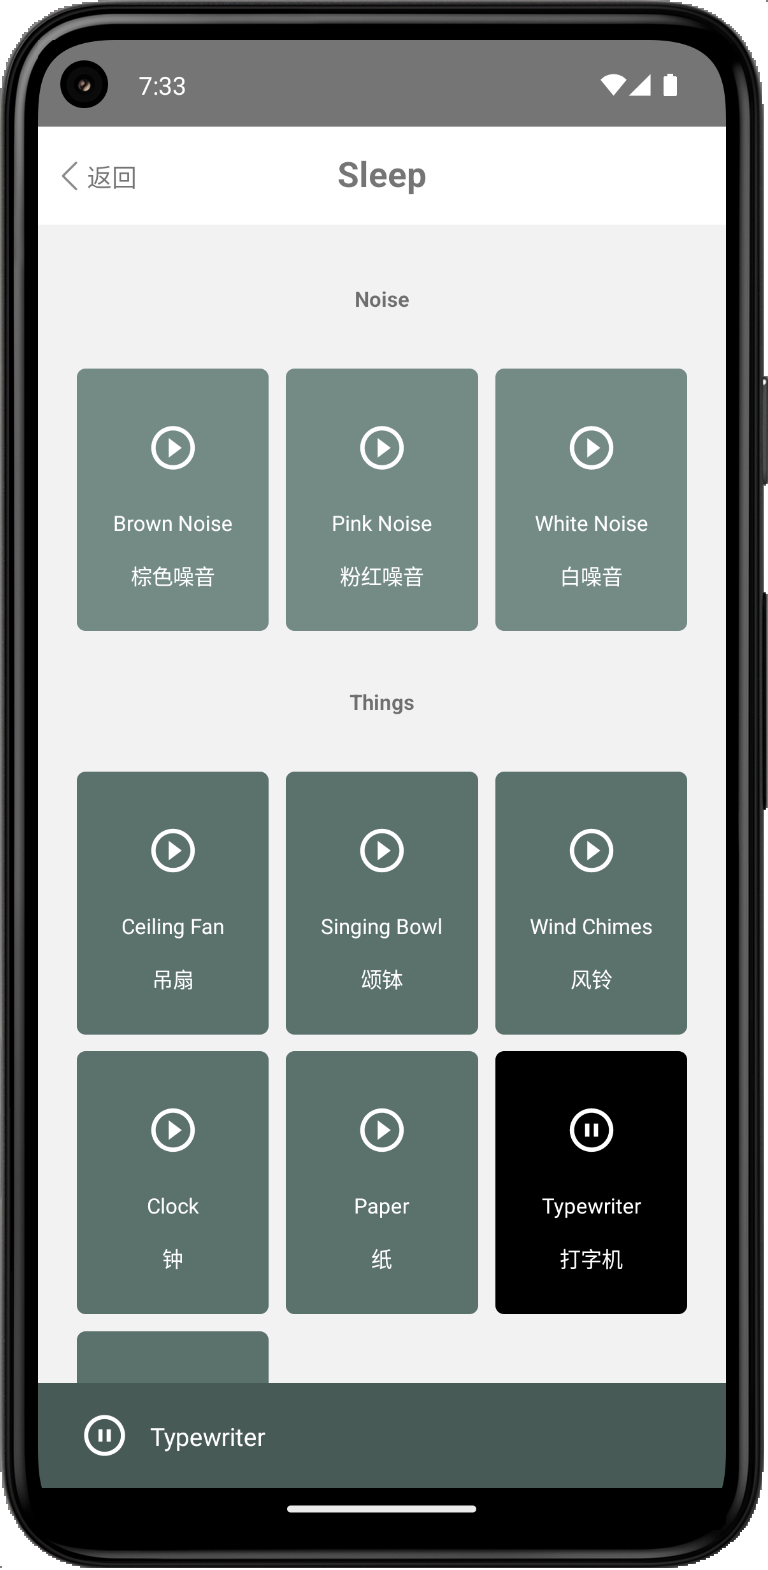 7:33
返回
Sleep
Noise
Brown Noise
棕色噪音
Pink Noise
粉红噪音
White Noise
白噪音
Things
Ceiling Fan
吊扇
Singing Bowl
颂钵
Wind Chimes
风铃
Clock
钟
Paper
纸
Typewriter
打字机
Typewriter